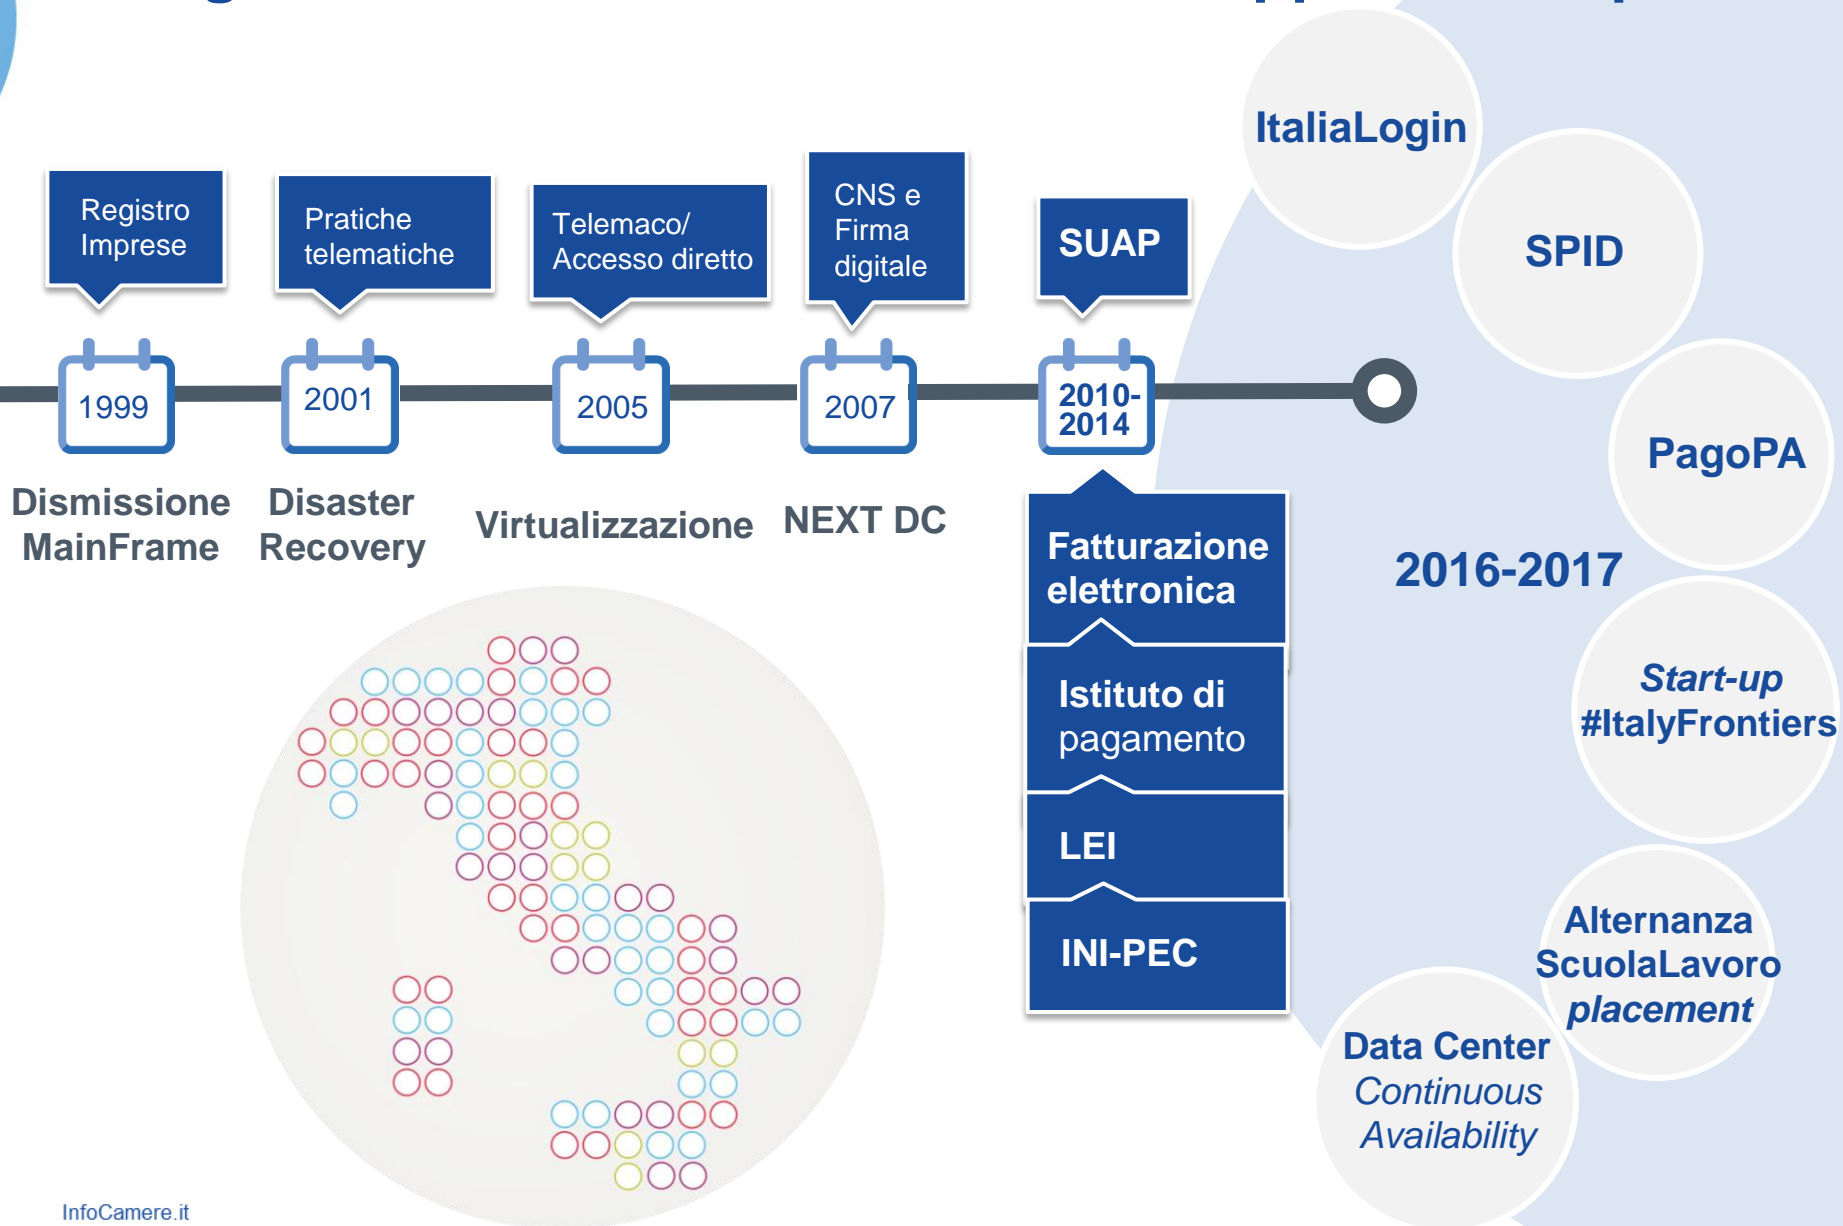 Registro
Imprese
Pratiche
telematiche
Telemaco/
Accesso diretto
CNS e
Firma
digitale
SUAP
1999
2001
2005
2007
2010-
2014
Dismissione
MainFrame
Disaster
Recovery
Virtualizzazione
NEXT DC
Fatturazione
elettronica
Istituto di
pagamento
LEI
INI-PEC
ItaliaLogin
SPID
PagoPA
2016-2017
Start-up
#ItalyFrontiers
Alternanza
ScuolaLavoro
placement
Data Center
Continuous
Availability
InfoCamere.it